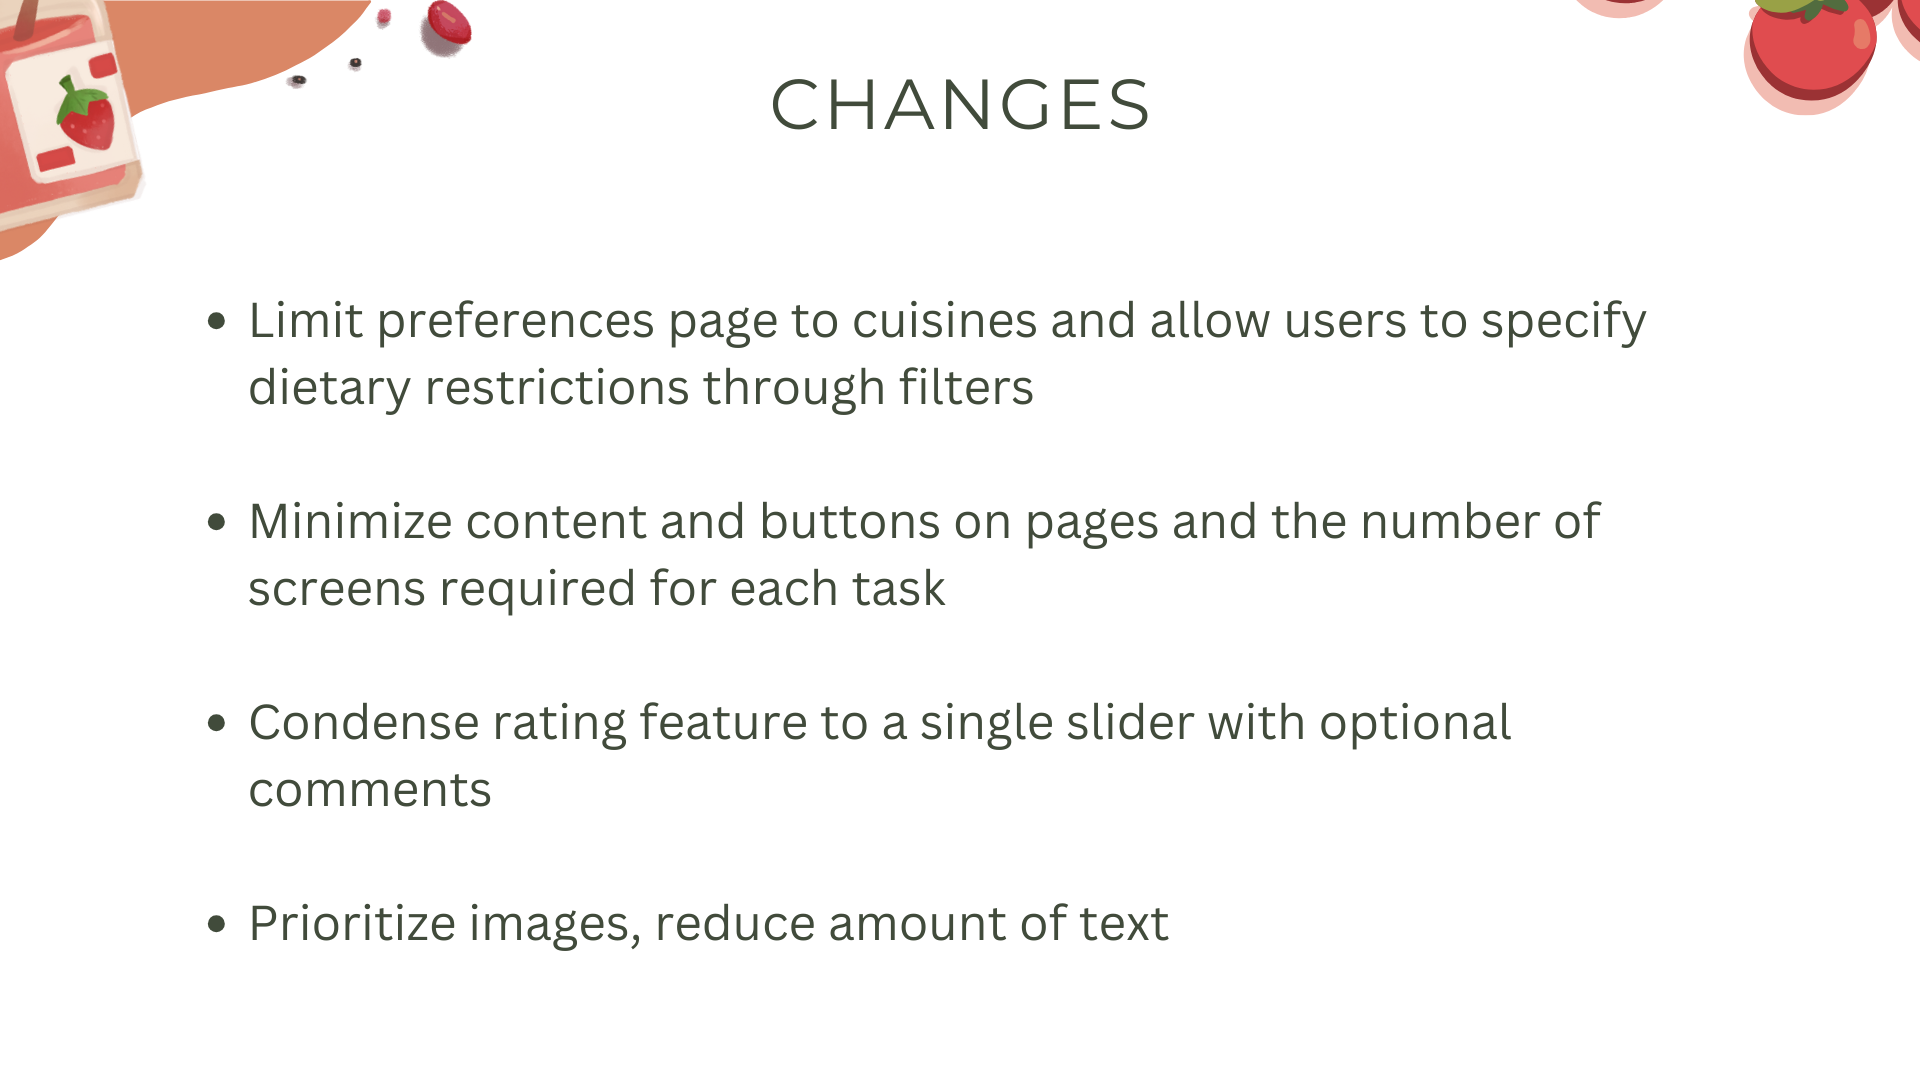 CHANGES
• Limit preferences page to cuisines and allow users to specify
dietary restrictions through filters
• Minimize content and buttons on pages and the number of
screens required for each task
• Condense rating feature to a single slider with optional
comments
• Prioritize images, reduce amount of text